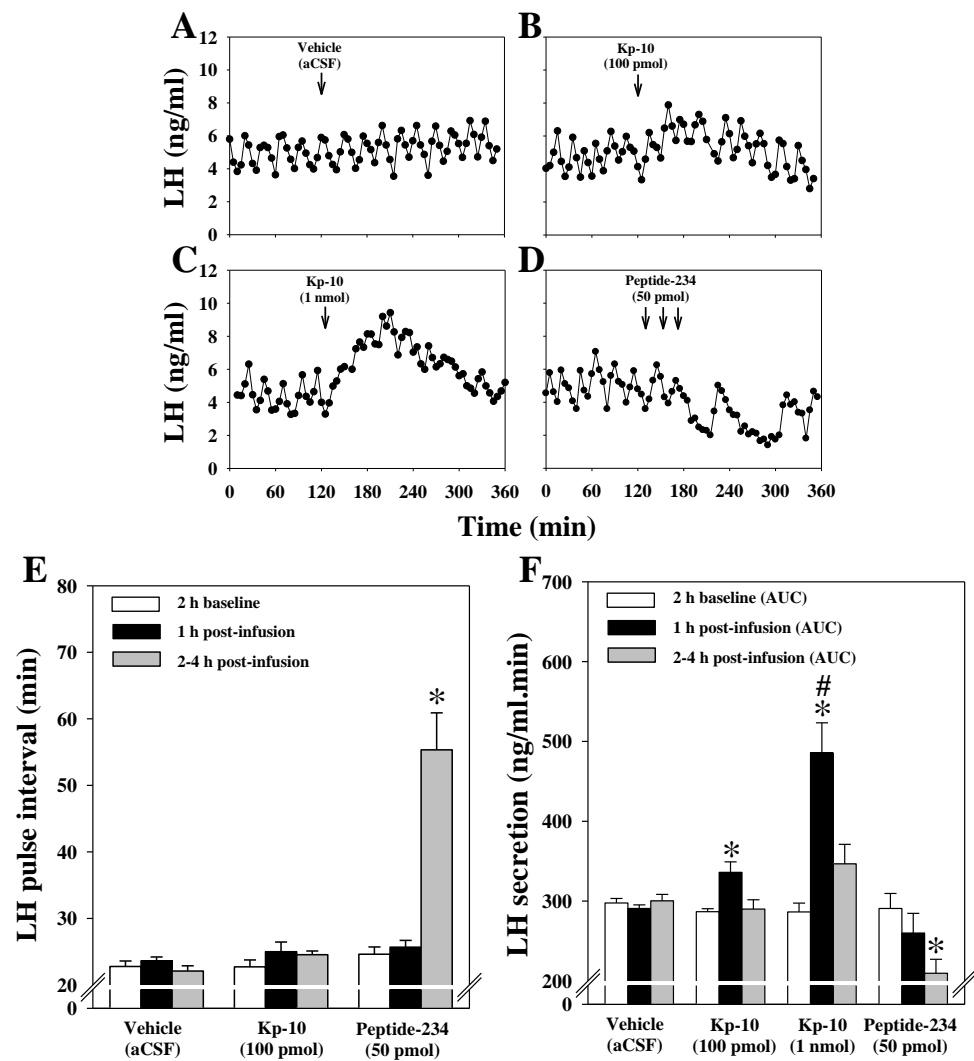 A
B
12
10
8
6
4
2
0
LH (ng/ml)
Vehicle
(aCSF)
Kp-10
(100 pmol)
C
D
12
10
8
6
4
2
0
LH (ng/ml)
Kp-10
(1 nmol)
Peptide-234
(50 pmol)
0 60 120 180 240 300 360
0 60 120 180 240 300 360
Time (min)
E
80
70
60
50
40
30
20
0
LH pulse interval (min)
2 h baseline
1 h post-infusion
2-4 h post-infusion
*
Vehicle
(aCSF)
Kp-10
(100 pmol)
Peptide-234
(50 pmol)
F
700
600
500
400
300
200
0
LH secretion (ng/ml.min)
2 h baseline (AUC)
1 h post-infusion (AUC)
2-4 h post-infusion (AUC)
*
#
*
*
Vehicle
(aCSF)
Kp-10
(100 pmol)
Kp-10
(1 nmol)
Peptide-234
(50 pmol)